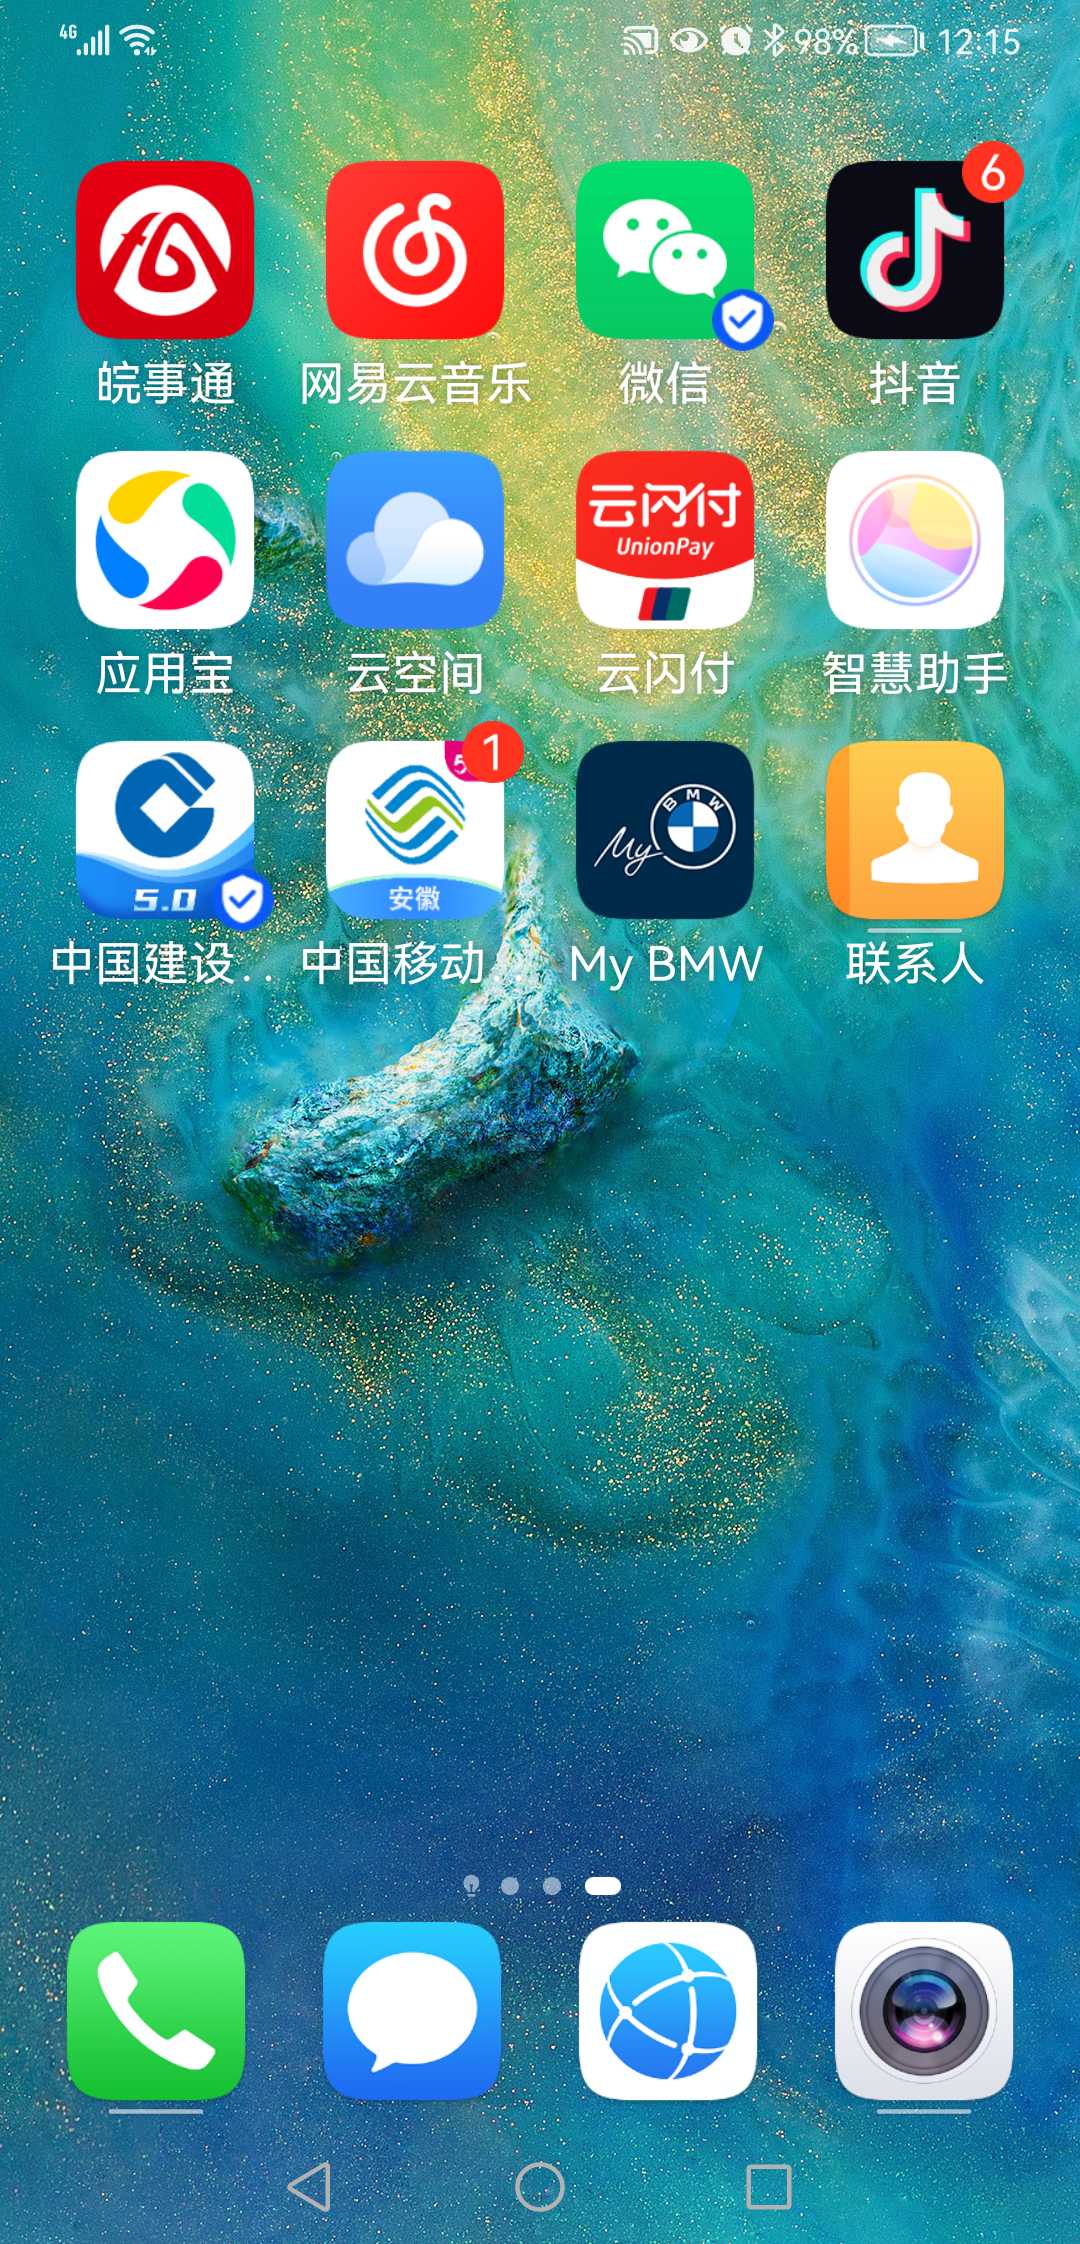 4G 98% 12:15
6
皖事通 网易云音乐 微信 抖音
云闪付
UnionPay
应用宝 云空间 云闪付 智慧助手
1
BMW
My
5.0 安徽
中国建设.. 中国移动 My BMW 联系人